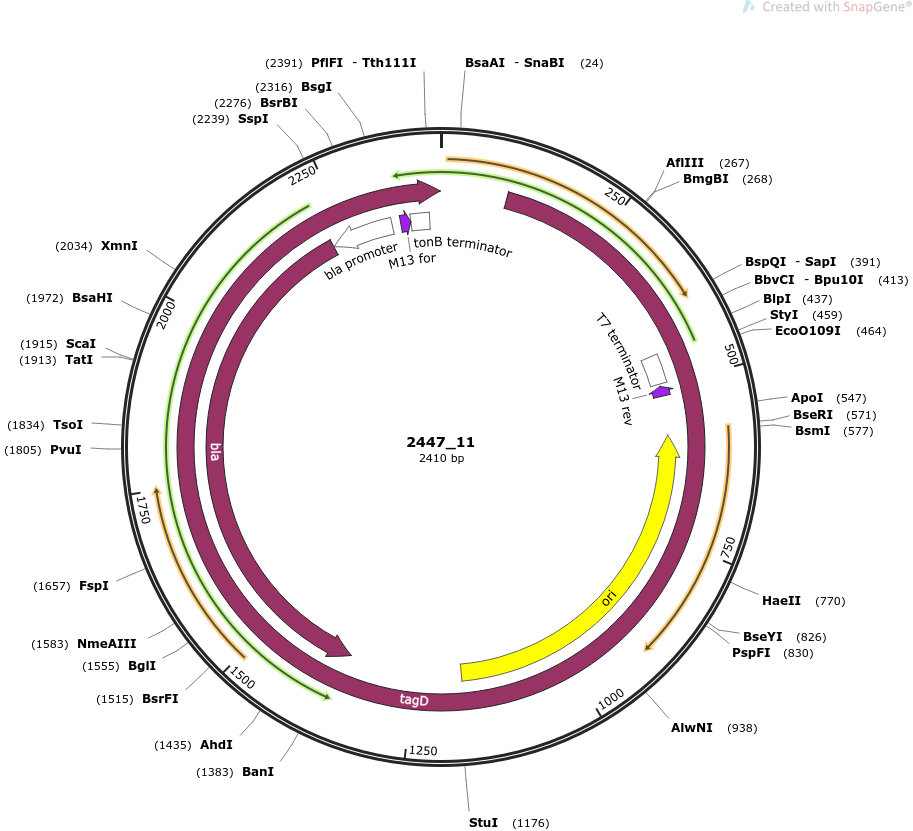 Created with SnapGene®
(2391) PflFI - Tth111I
BsaAI - SnaBI (24)
(2316) BsgI
(2276) BsrBI
(2239) SspI
AflIII (267)
BmgBI (268)
2250
250
(2034) XmnI
bla promoter
M13 for
tonB terminator
BspQI - SapI (391)
BbvCI - Bpu10I (413)
BlpI (437)
StyI (459)
EcoO109I (464)
(1972) BsaHI
2000
(1915) ScaI
(1913) TatI
T7 terminator
M13 rev
500
ApoI (547)
BseRI (571)
BsmI (577)
(1834) TsoI
(1805) PvuI
bla
2447_11
2410 bp
1750
750
(1657) FspI
ori
HaeII (770)
(1583) NmeAIII
(1555) BglI
BseYI (826)
PspFI (830)
(1515) BsrFI
1500
tagD
1000
AlwNI (938)
(1435) AhdI
(1383) BanI
1250
StuI (1176)